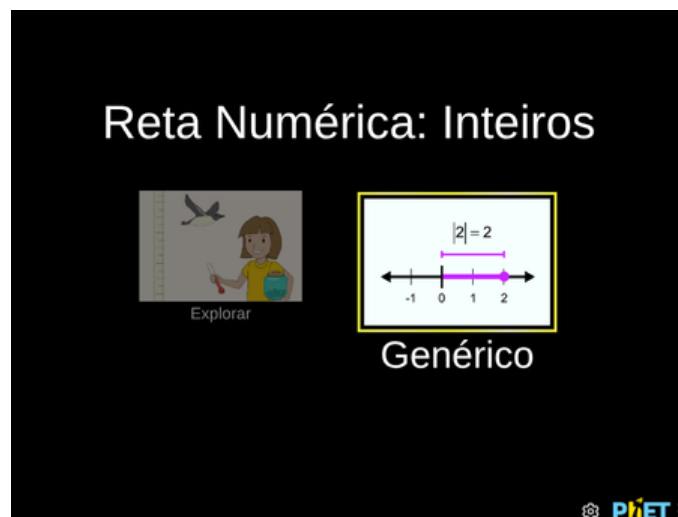 Reta Numérica: Inteiros
Explorar
|2| = 2
-1 0 1 2
Genérico
PhET